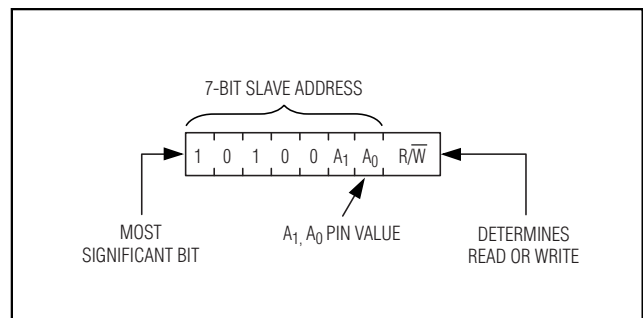 7-BIT SLAVE ADDRESS
1 0 1 0 0 A1 A0 R/W̅
MOST
SIGNIFICANT BIT
A1, A0 PIN VALUE
DETERMINES
READ OR WRITE